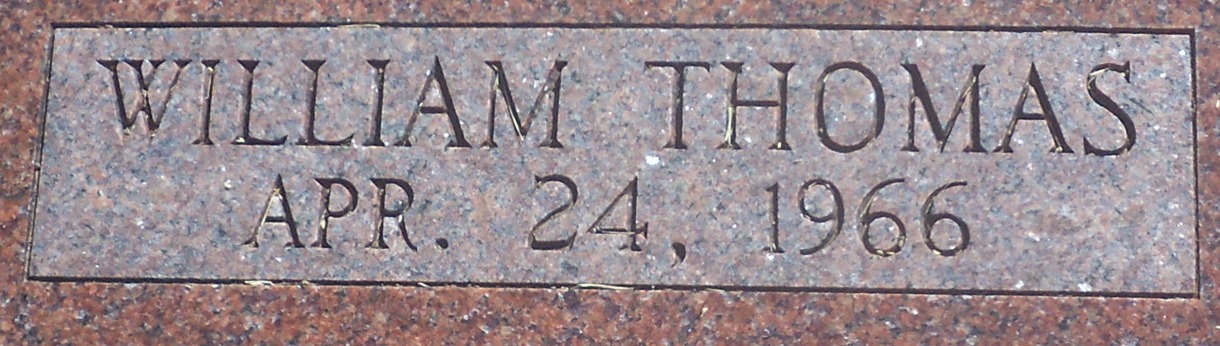 WILLIAM THOMAS
APR. 24, 1966